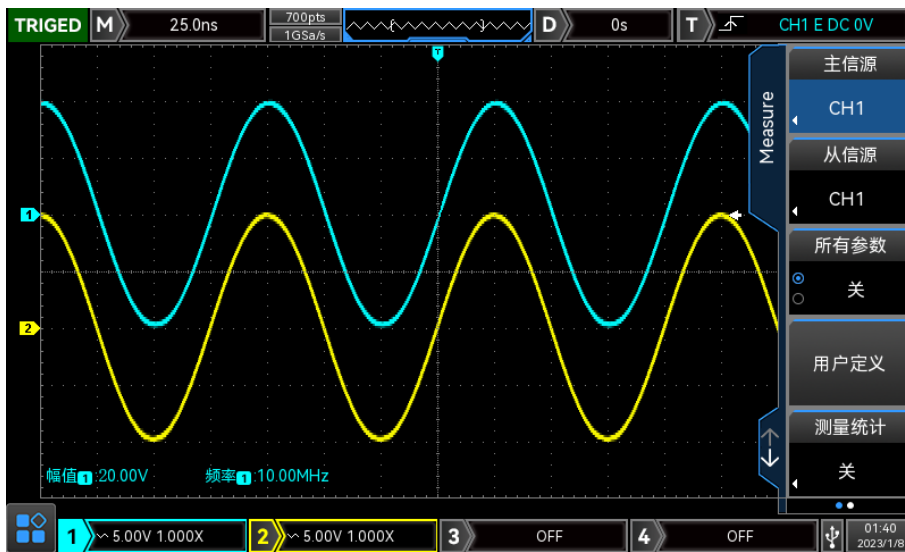 TRIGED M 25.0ns 700pts D 0s T CH1 E DC 0V
1GSa/s
T
Measure
主信源
CH1
从信源
CH1
所有参数
关
用户定义
测量统计
关
1
2
幅值1:20.00V 频率1:10.00MHz
1 5.00V 1.000X 2 5.00V 1.000X 3 OFF 4 OFF 01:40
2023/1/8